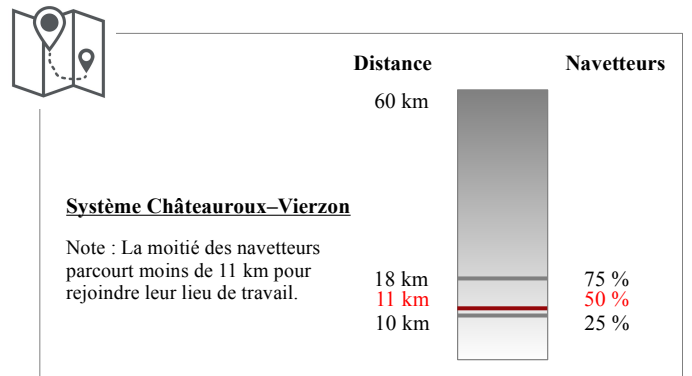 Distance Navetteurs
60 km
Système Châteauroux–Vierzon
Note : La moitié des navetteurs
parcourt moins de 11 km pour
rejoindre leur lieu de travail.
18 km 75 %
11 km 50 %
10 km 25 %